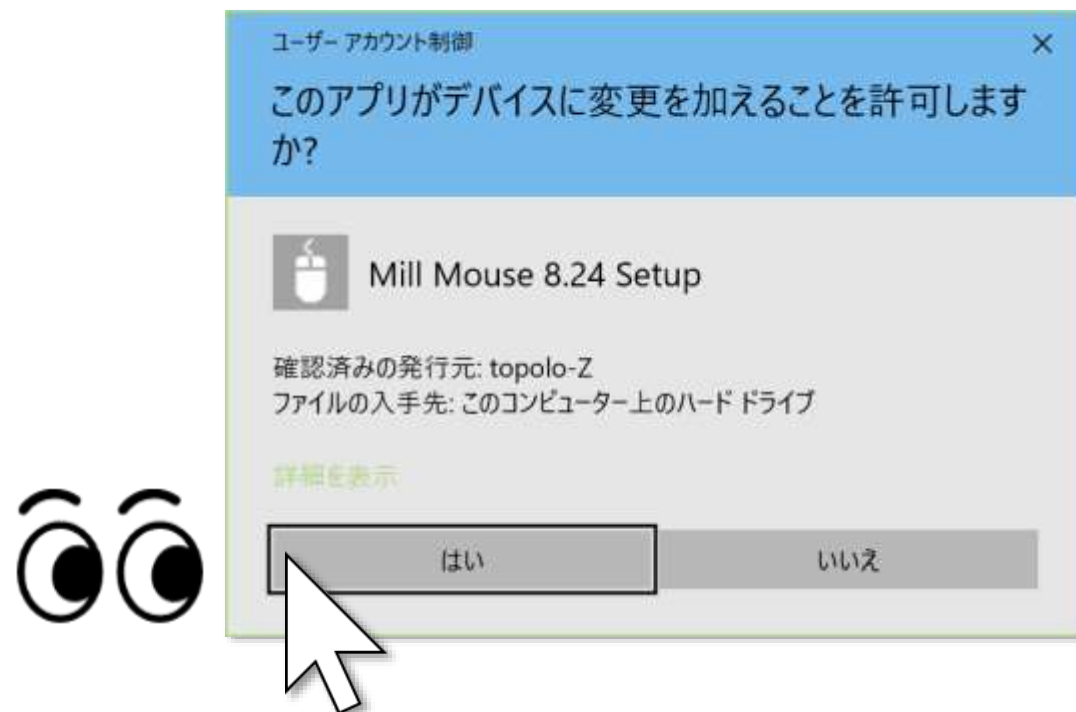 ユーザー アカウント制御
このアプリがデバイスに変更を加えることを許可します
か?
Mill Mouse 8.24 Setup
確認済みの発行元: topolo-Z
ファイルの入手先: このコンピューター上のハード ドライブ
詳細を表示
はい
いいえ